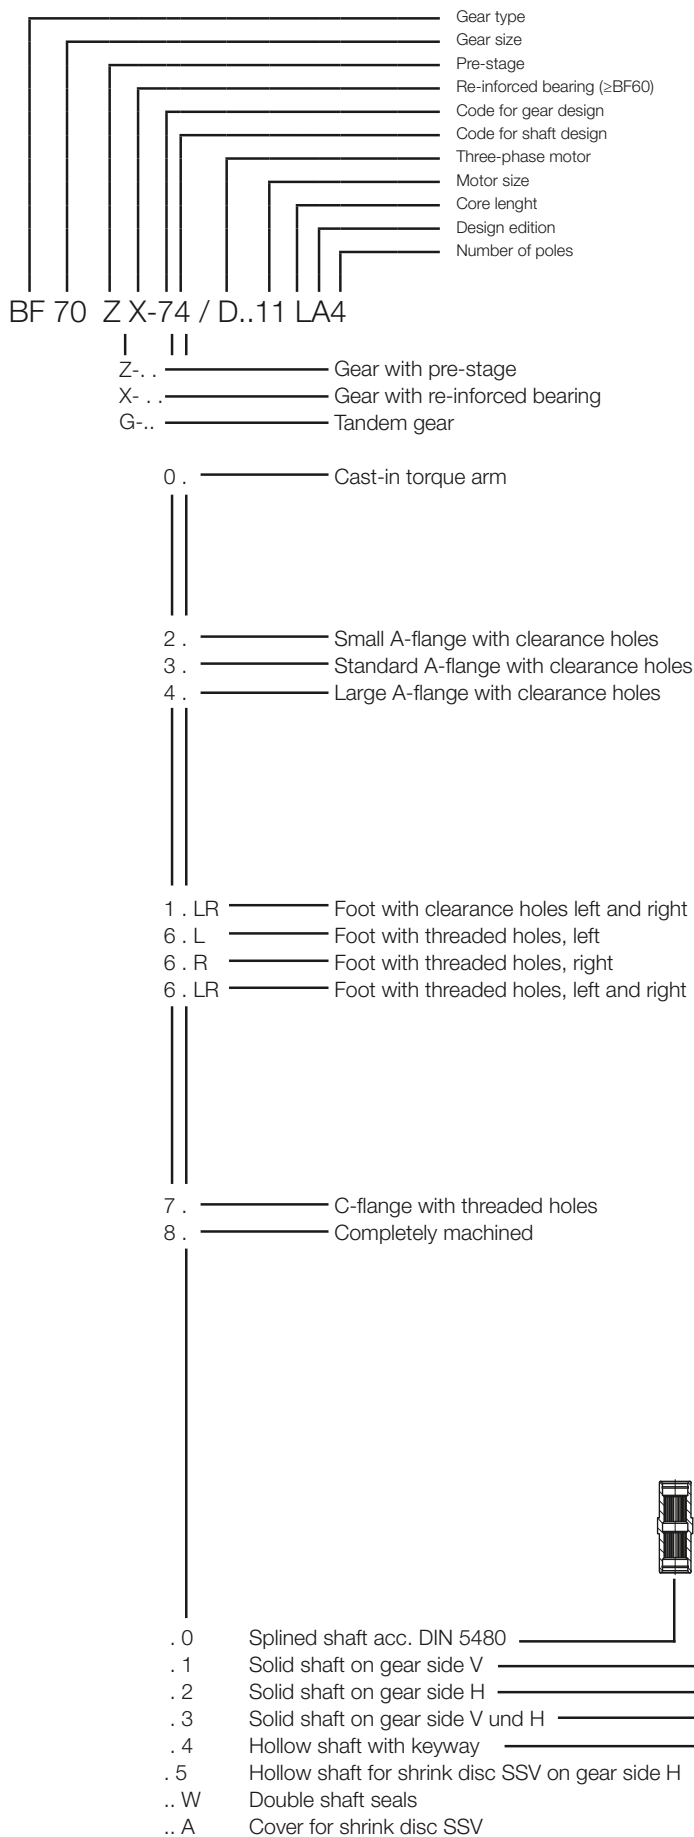 Gear type
Gear size
Pre-stage
Re-inforced bearing (≥BF60)
Code for gear design
Code for shaft design
Three-phase motor
Motor size
Core lenght
Design edition
Number of poles
BF 70 Z X-74 / D..11 LA4
Z-. . Gear with pre-stage
X- . . Gear with re-inforced bearing
G-.. Tandem gear
0 . Cast-in torque arm
2 . Small A-flange with clearance holes
3 . Standard A-flange with clearance holes
4 . Large A-flange with clearance holes
1 . LR Foot with clearance holes left and right
6 . L Foot with threaded holes, left
6 . R Foot with threaded holes, right
6 . LR Foot with threaded holes, left and right
7 . C-flange with threaded holes
8 . Completely machined
. 0 Splined shaft acc. DIN 5480
. 1 Solid shaft on gear side V
. 2 Solid shaft on gear side H
. 3 Solid shaft on gear side V und H
. 4 Hollow shaft with keyway
. 5 Hollow shaft for shrink disc SSV on gear side H
.. W Double shaft seals
.. A Cover for shrink disc SSV